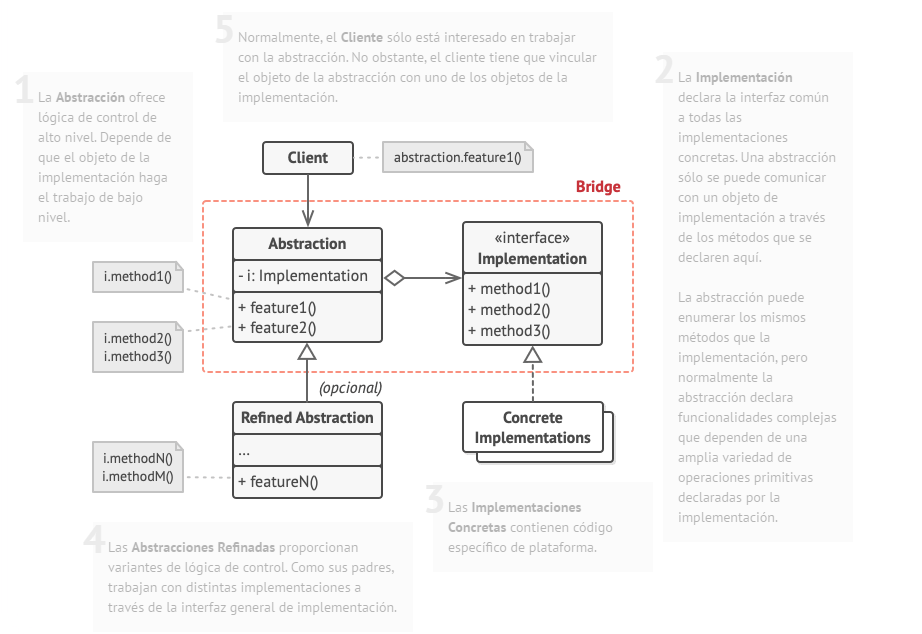 5
Normalmente, el Cliente sólo está interesado en trabajar
con la abstracción. No obstante, el cliente tiene que vincular
el objeto de la abstracción con uno de los objetos de la
implementación.
1
La Abstracción ofrece
lógica de control de
alto nivel. Depende de
que el objeto de la
implementación haga
el trabajo de bajo
nivel.
2
La Implementación
declara la interfaz común
a todas las
implementaciones
concretas. Una abstracción
sólo se puede comunicar
con un objeto de
implementación a través
de los métodos que se
declaren aquí.
La abstracción puede
enumerar los mismos
métodos que la
implementación, pero
normalmente la
abstracción declara
funcionalidades complejas
que dependen de una
amplia variedad de
operaciones primitivas
declaradas por la
implementación.
Client
abstraction.feature1()
Bridge
Abstraction
- i: Implementation
+ feature1()
+ feature2()
«interface»
Implementation
+ method1()
+ method2()
+ method3()
i.method1()
i.method2()
i.method3()
(opcional)
Refined Abstraction
...
+ featureN()
Concrete
Implementations
i.methodN()
i.methodM()
3
Las Implementaciones
Concretas contienen código
específico de plataforma.
4
Las Abstracciones Refinadas proporcionan
variantes de lógica de control. Como sus padres,
trabajan con distintas implementaciones a
través de la interfaz general de implementación.